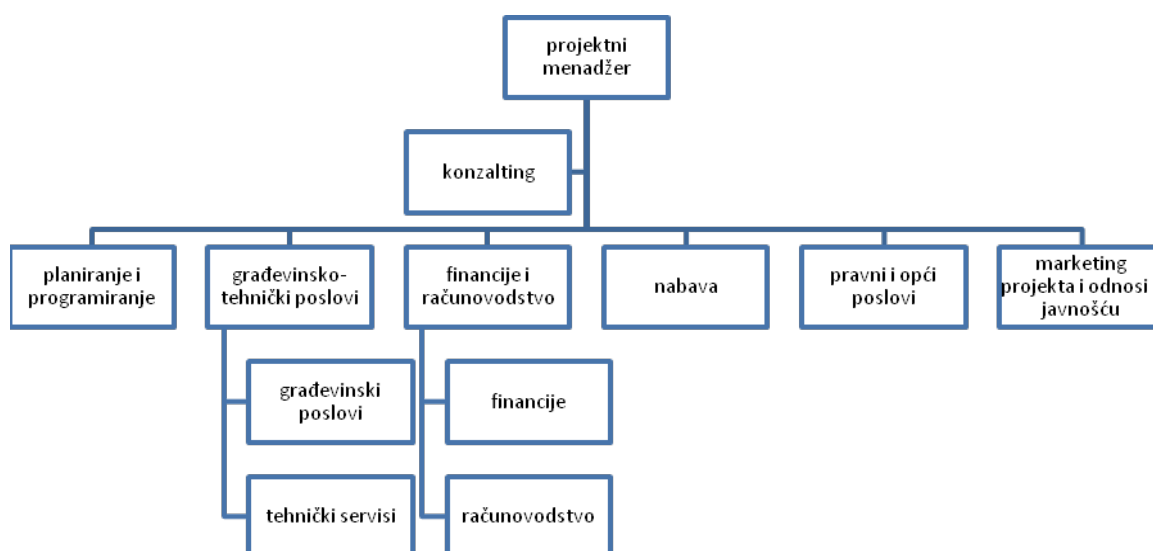 projektni
menadžer
konzalting
planiranje i
programiranje
građevinsko-
tehnički poslovi
financije i
računovodstvo
nabava
pravni i opći
poslovi
marketing
projekta i odnosi
javnošću
građevinski
poslovi
financije
tehnički servisi
računovodstvo